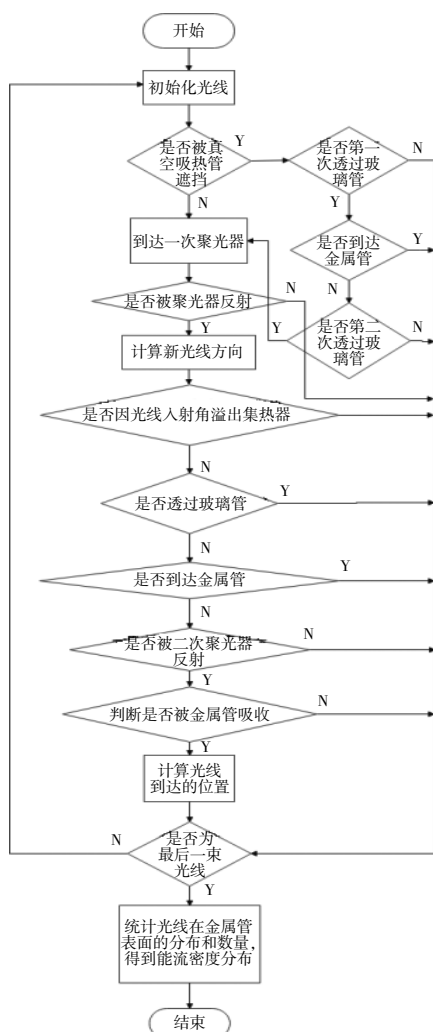 开始
初始化光线
是否被真
空吸热管
遮挡
Y
是否第一
次透过玻
璃管
N
N
Y
到达一次聚光器
是否到达
金属管
Y
N
是否被聚光器反射
N
Y
Y
是否第二
次透过玻
璃管
N
计算新光线方向
是否因光线入射角溢出集热器
N
是否透过玻璃管
Y
N
是否到达金属管
Y
N
是否被二次聚光器
反射
N
Y
判断是否被金属管吸收
N
Y
计算光线
到达的位置
N
是否为
最后一束
光线
Y
统计光线在金属管
表面的分布和数量,
得到能流密度分布
结束